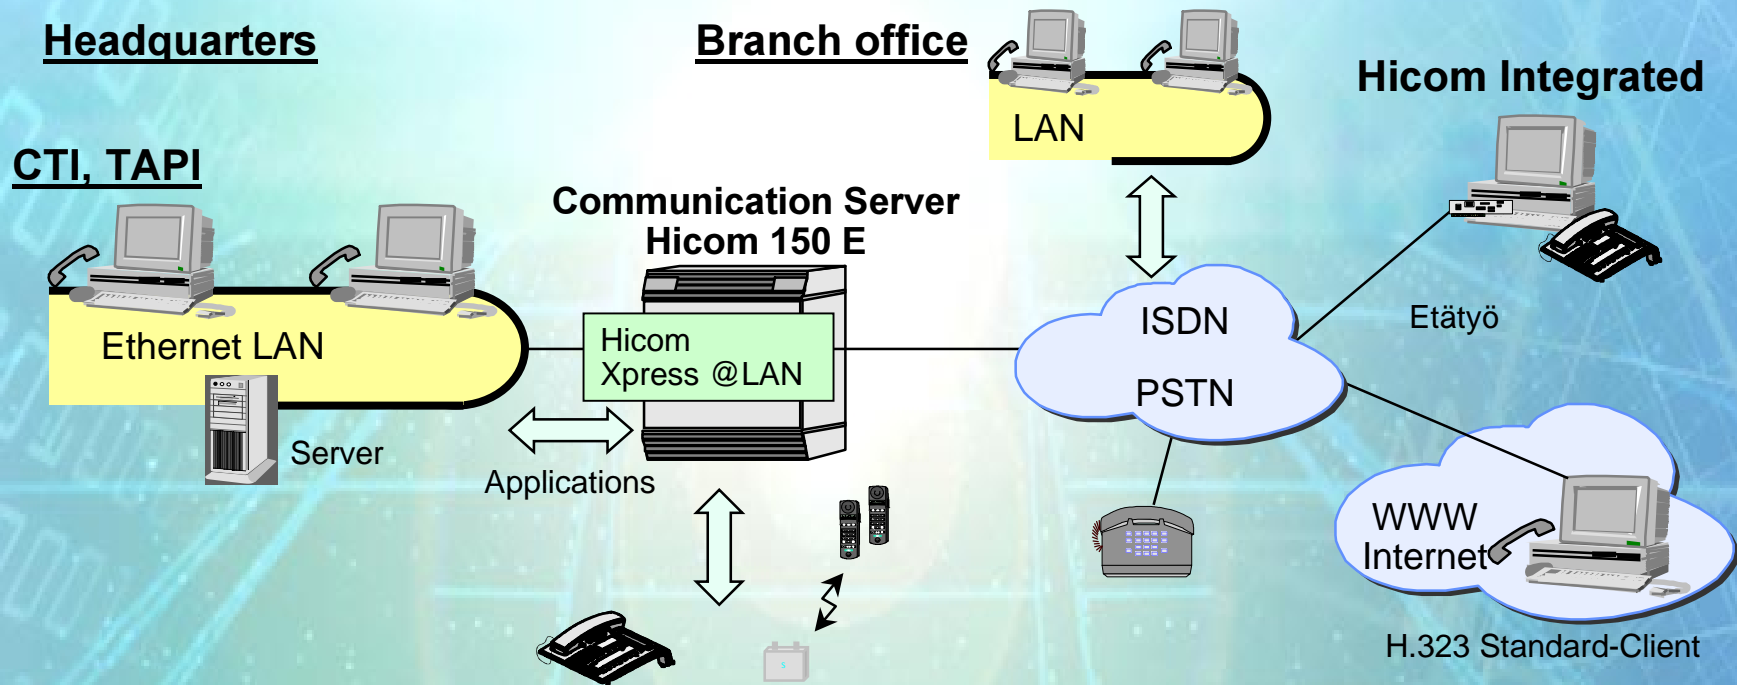 Headquarters
Branch office
Hicom Integrated
LAN
CTI, TAPI
Communication Server
Hicom 150 E
Ethernet LAN
Hicom
Xpress @LAN
ISDN
PSTN
Etätyö
Server
Applications
WWW
Internet
H.323 Standard-Client